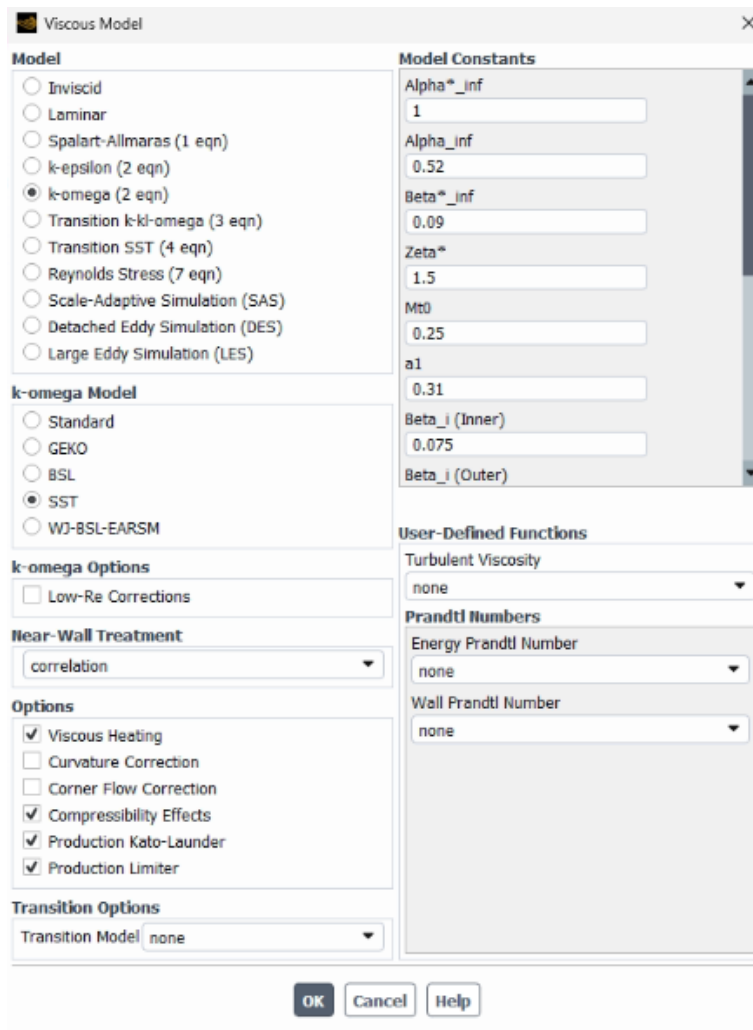 Viscous Model
Model
Inviscid
Laminar
Spalart-Allmaras (1 eqn)
k-epsilon (2 eqn)
k-omega (2 eqn)
Transition k-kl-omega (3 eqn)
Transition SST (4 eqn)
Reynolds Stress (7 eqn)
Scale-Adaptive Simulation (SAS)
Detached Eddy Simulation (DES)
Large Eddy Simulation (LES)
k-omega Model
Standard
GEKO
BSL
SST
WJ-BSL-EARSM
k-omega Options
Low-Re Corrections
Near-Wall Treatment
correlation
Options
Viscous Heating
Curvature Correction
Corner Flow Correction
Compressibility Effects
Production Kato-Launder
Production Limiter
Transition Options
Transition Model none
Model Constants
Alpha*_inf
1
Alpha_inf
0.52
Beta*_inf
0.09
Zeta*
1.5
Mt0
0.25
a1
0.31
Beta_i (Inner)
0.075
Beta_i (Outer)
User-Defined Functions
Turbulent Viscosity
none
Prandtl Numbers
Energy Prandtl Number
none
Wall Prandtl Number
none
OK Cancel Help